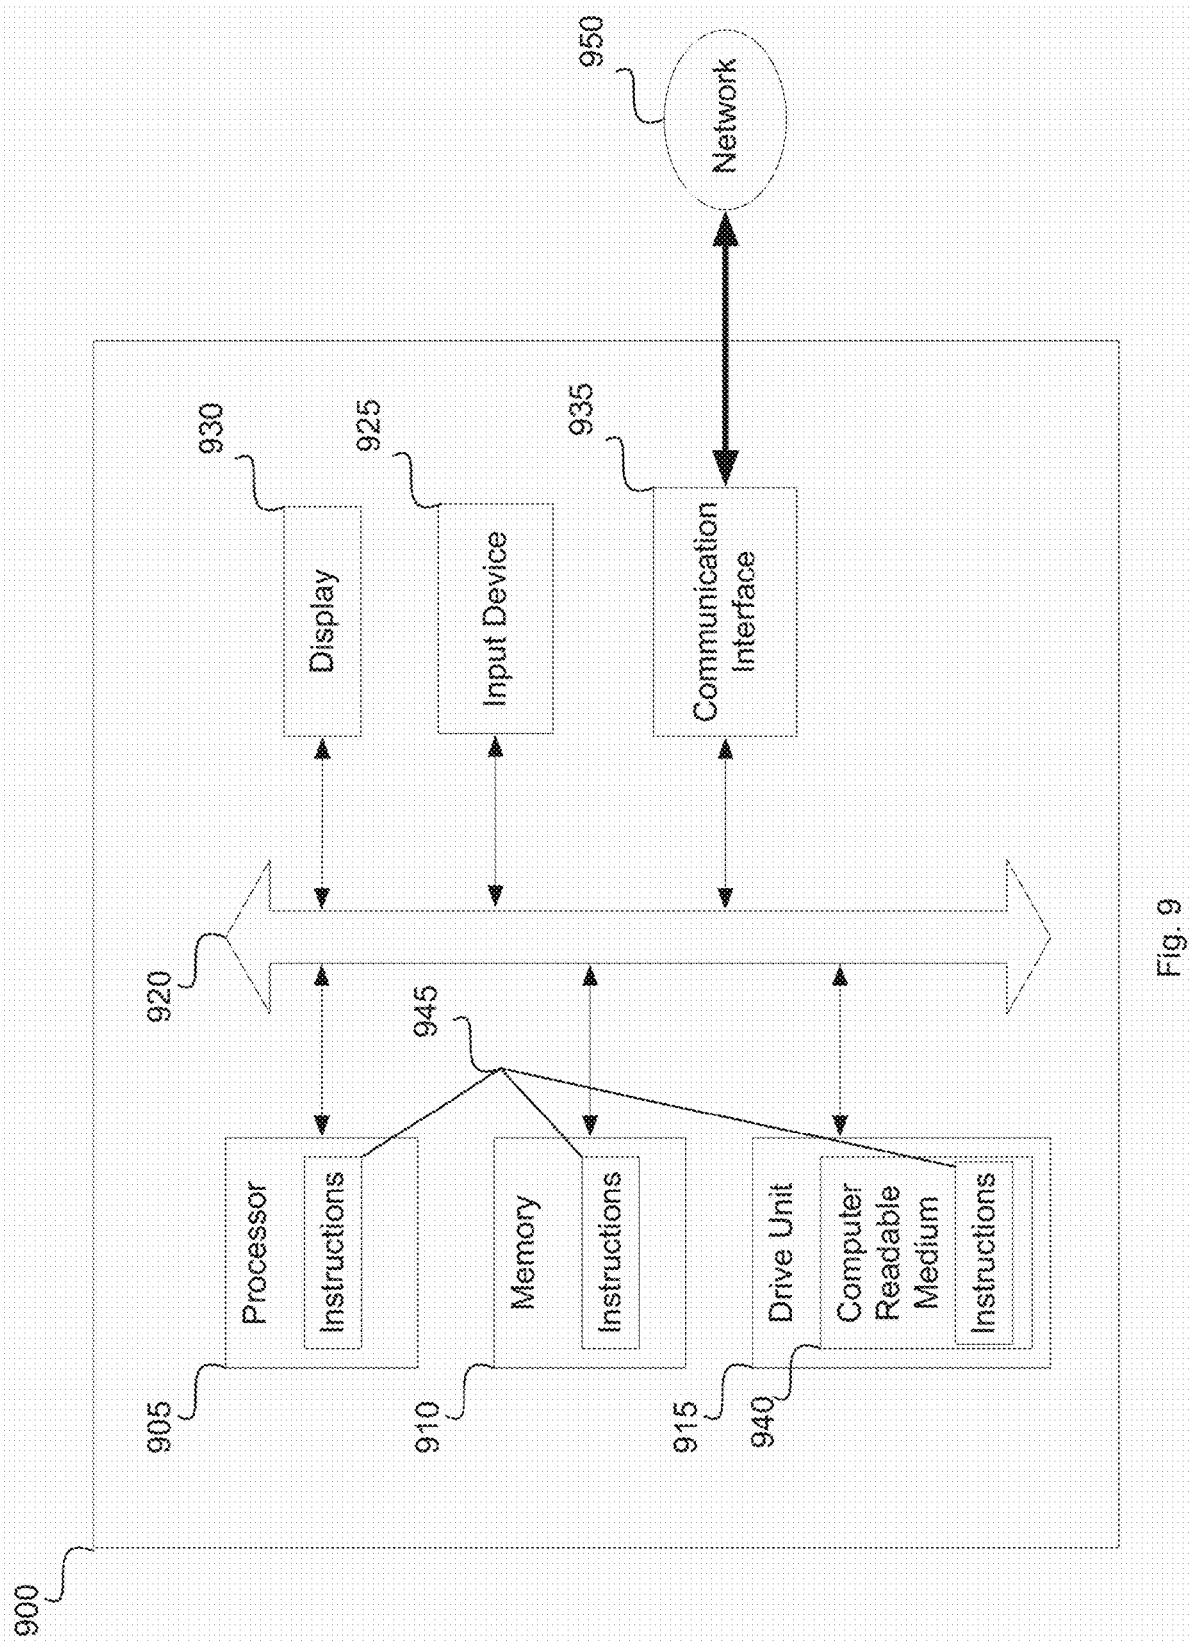 900
905
Processor
Instructions
910
Memory
Instructions
915
Drive Unit
940
Computer
Readable
Medium
Instructions
920
945
930
Display
925
Input Device
935
Communication
Interface
950
Network
Fig. 9